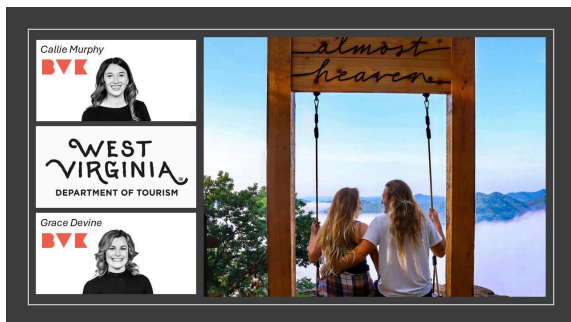 Callie Murphy
BVK
WEST
VIRGINIA®
DEPARTMENT OF TOURISM
Grace Devine
BVK
almost
heaven